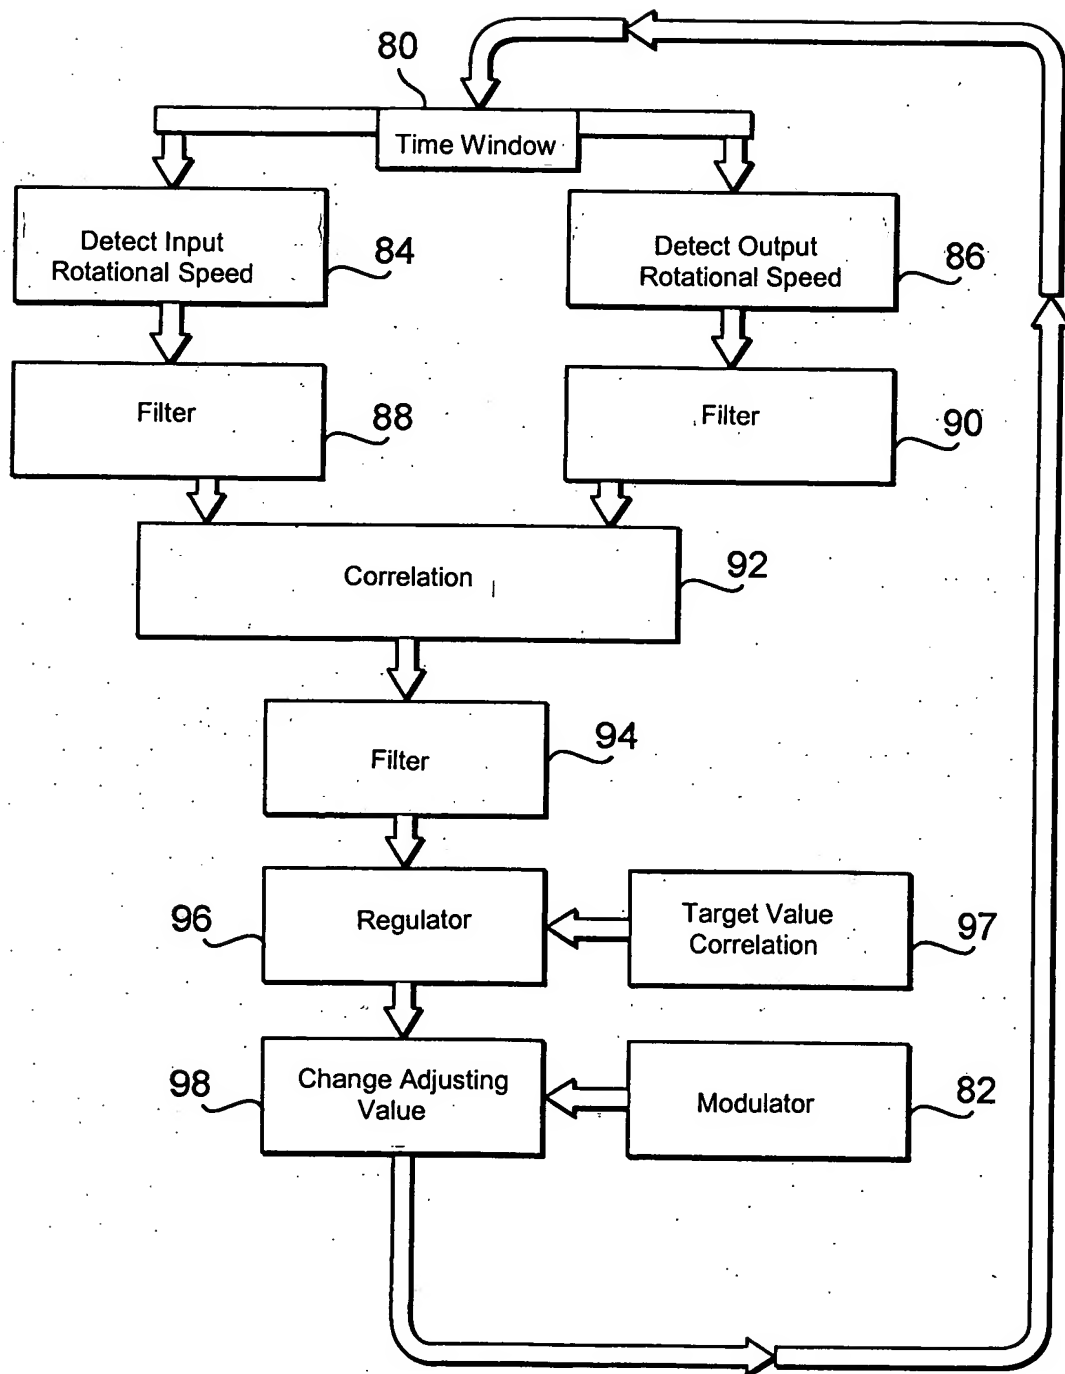 80
Time Window
Detect Input
Rotational Speed
84
Detect Output
Rotational Speed
86
Filter
88
Filter
90
Correlation
92
Filter
94
96
Regulator
Target Value
Correlation
97
98
Change Adjusting
Value
Modulator
82